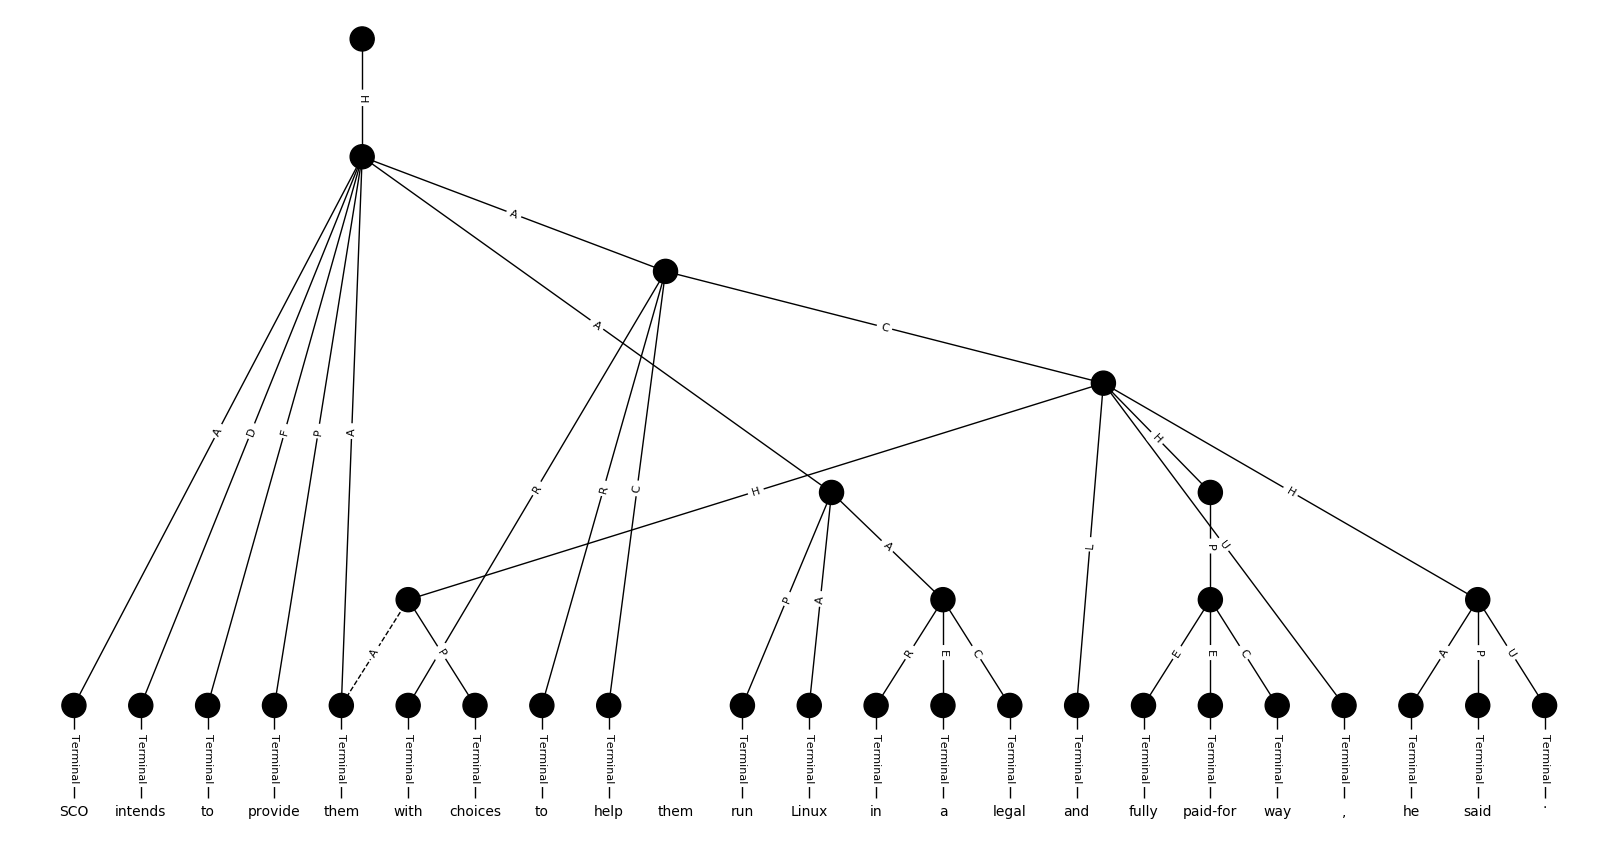 H
A
A
C
A
D
F
P
A
R
R
C
H
L
H
U
H
P
P
A
A
A
P
R
E
C
E
E
C
A
P
U
Terminal Terminal Terminal Terminal Terminal Terminal Terminal Terminal Terminal Terminal Terminal Terminal Terminal Terminal Terminal Terminal Terminal Terminal Terminal Terminal Terminal Terminal
SCO intends to provide them with choices to help them run Linux in a legal and fully paid-for way , he said .